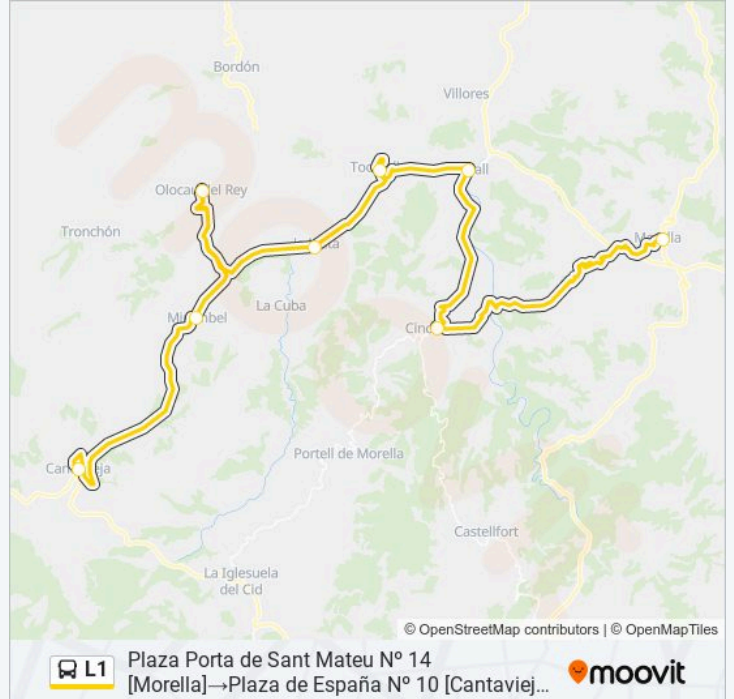 Bordón
Villores
Olocau del Rey
Tronchón
La Cuba
Portell de Morella
Castellfort
La Iglesuela
del Cid
© OpenStreetMap contributors | © OpenMapTiles
L1
Plaza Porta de Sant Mateu Nº 14
[Morella]→Plaza de España Nº 10 [Cantaviej...
moovit